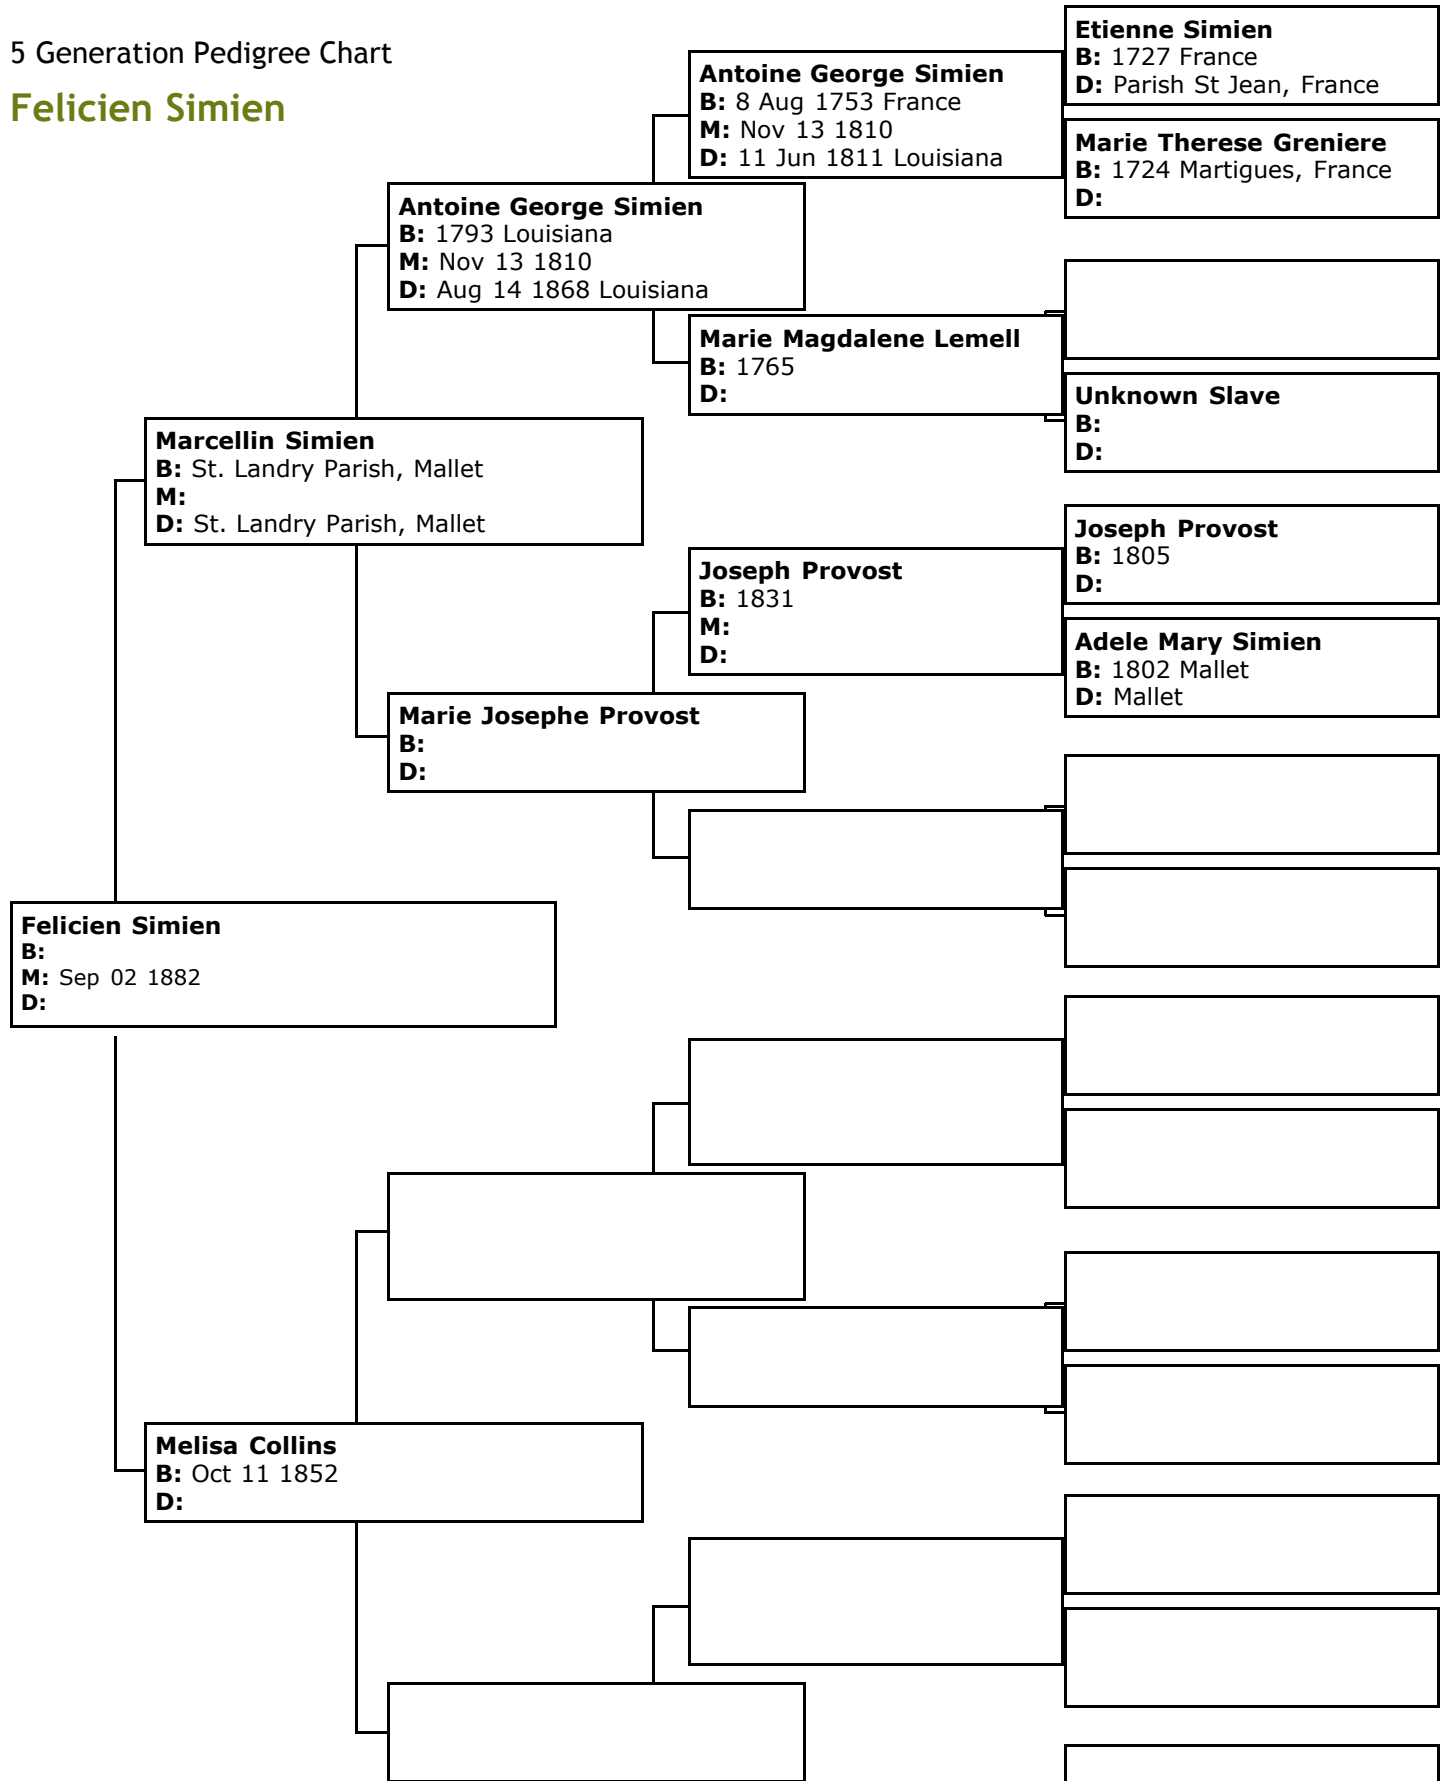 5 Generation Pedigree Chart
Felicien Simien
Etienne Simien
B: 1727 France
D: Parish St Jean, France
Antoine George Simien
B: 8 Aug 1753 France
M: Nov 13 1810
D: 11 Jun 1811 Louisiana
Marie Therese Greniere
B: 1724 Martigues, France
D:
Antoine George Simien
B: 1793 Louisiana
M: Nov 13 1810
D: Aug 14 1868 Louisiana
Marie Magdalene Lemell
B: 1765
D:
Unknown Slave
B:
D:
Marcellin Simien
B: St. Landry Parish, Mallet
M:
D: St. Landry Parish, Mallet
Joseph Provost
B: 1805
D:
Joseph Provost
B: 1831
M:
D:
Adele Mary Simien
B: 1802 Mallet
D: Mallet
Marie Josephe Provost
B:
D:
Felicien Simien
B:
M: Sep 02 1882
D:
Melisa Collins
B: Oct 11 1852
D: